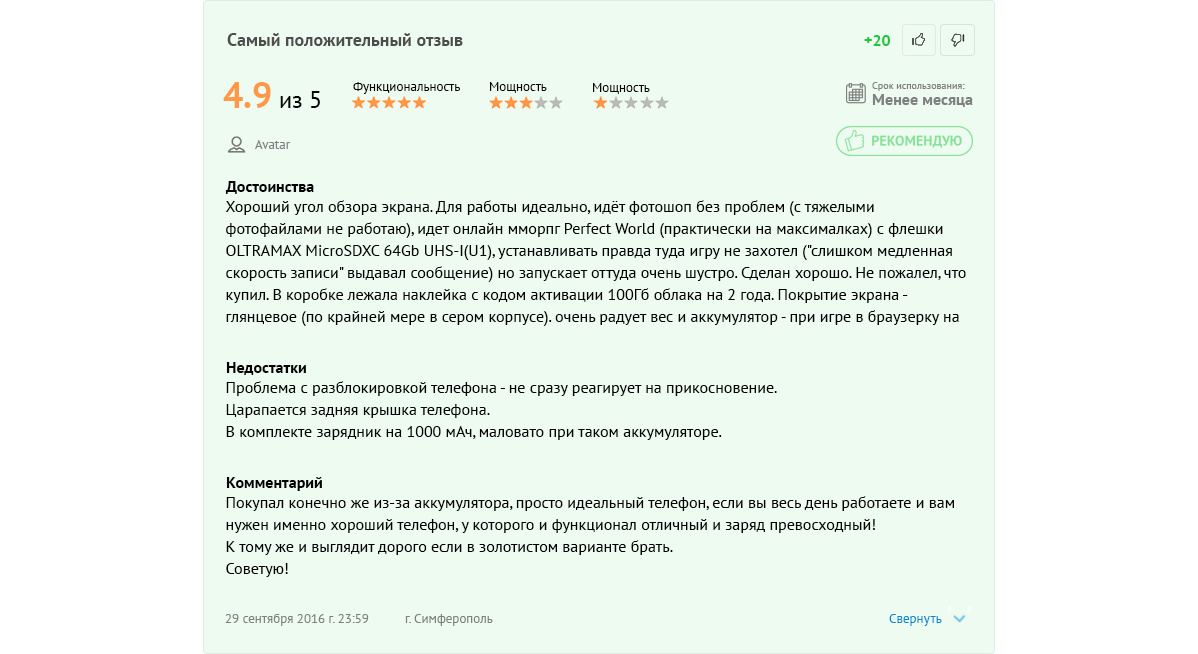 Самый положительный отзыв
+20
4.9 из 5
Функциональность
Мощность
Мощность
Срок использования:
Менее месяца
Avatar
РЕКОМЕНДУЮ
Достоинства
Хороший угол обзора экрана. Для работы идеально, идёт фотошоп без проблем (с тяжелыми
фотофайлами не работаю), идет онлайн мморпг Perfect World (практически на максималках) с флешки
OLTRAMAX MicroSDXC 64Gb UHS-I(U1), устанавливать правда туда игру не захотел ("слишком медленная
скорость записи" выдавал сообщение) но запускает оттуда очень шустро. Сделан хорошо. Не пожалел, что
купил. В коробке лежала наклейка с кодом активации 100Гб облака на 2 года. Покрытие экрана -
глянцевое (по крайней мере в сером корпусе). очень радует вес и аккумулятор - при игре в браузерку на
Недостатки
Проблема с разблокировкой телефона - не сразу реагирует на прикосновение.
Царапается задняя крышка телефона.
В комплекте зарядник на 1000 мАч, маловато при таком аккумуляторе.
Комментарий
Покупал конечно же из-за аккумулятора, просто идеальный телефон, если вы весь день работаете и вам
нужен именно хороший телефон, у которого и функционал отличный и заряд превосходный!
К тому же и выглядит дорого если в золотистом варианте брать.
Советую!
29 сентября 2016 г. 23:59
г. Симферополь
Свернуть